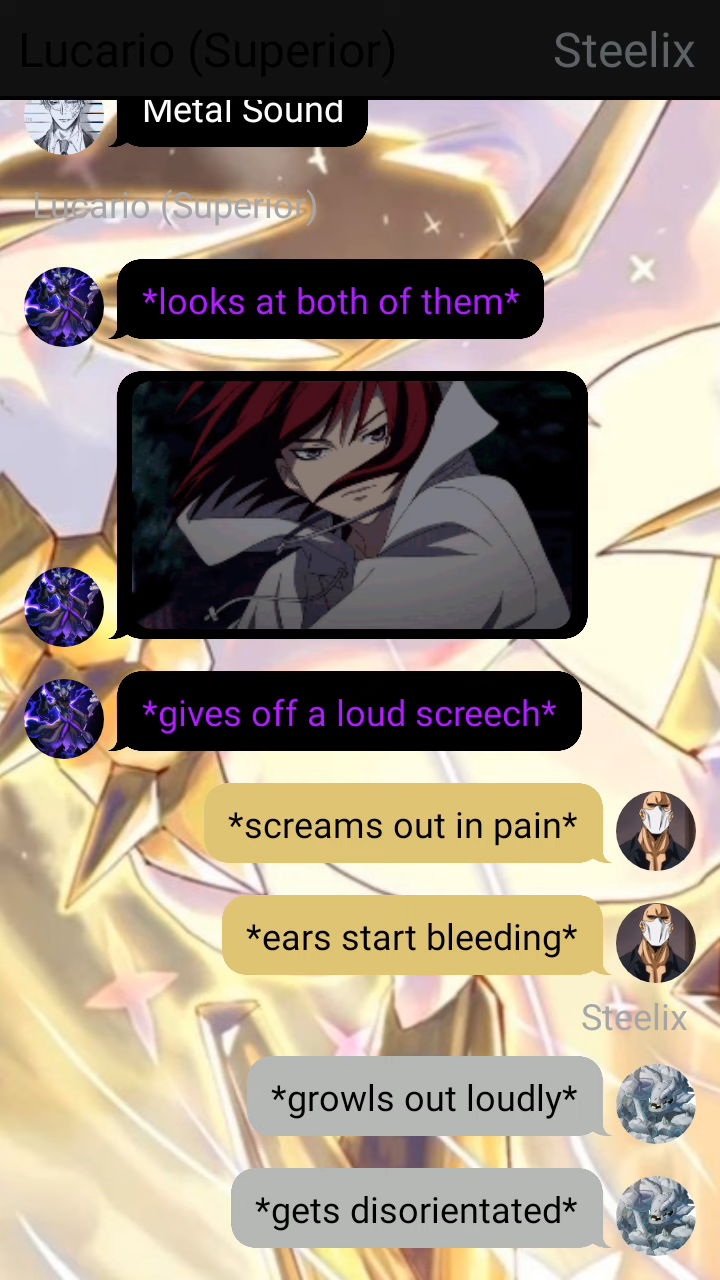 Lucario (Superior) Steelix
Metal Sound
Lucario (Superior)
*looks at both of them*
*gives off a loud screech*
*screams out in pain*
*ears start bleeding*
Steelix
*growls out loudly*
*gets disorientated*